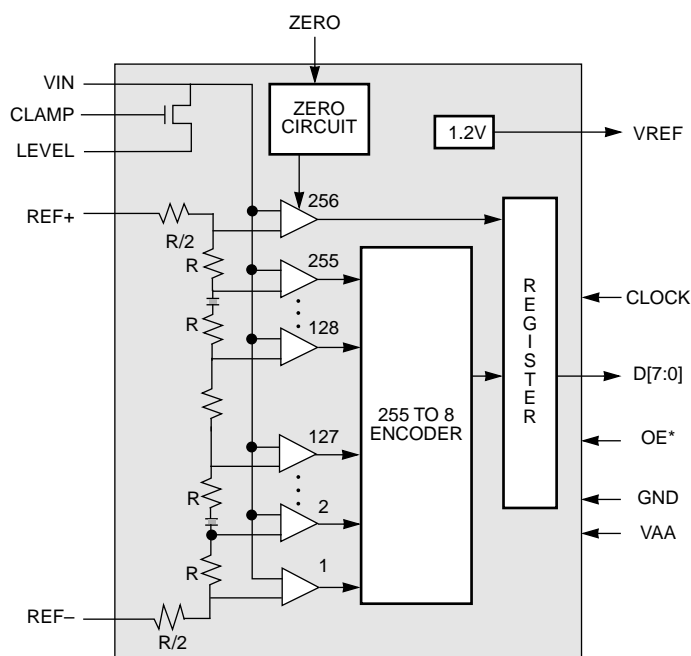 ZERO
VIN
CLAMP
LEVEL
ZERO
CIRCUIT
1.2V
VREF
REF+
R/2
256
R
255
R
128
REGISTER
CLOCK
D[7:0]
255 TO 8
ENCODER
127
OE*
R
2
GND
VAA
R
1
REF–
R/2